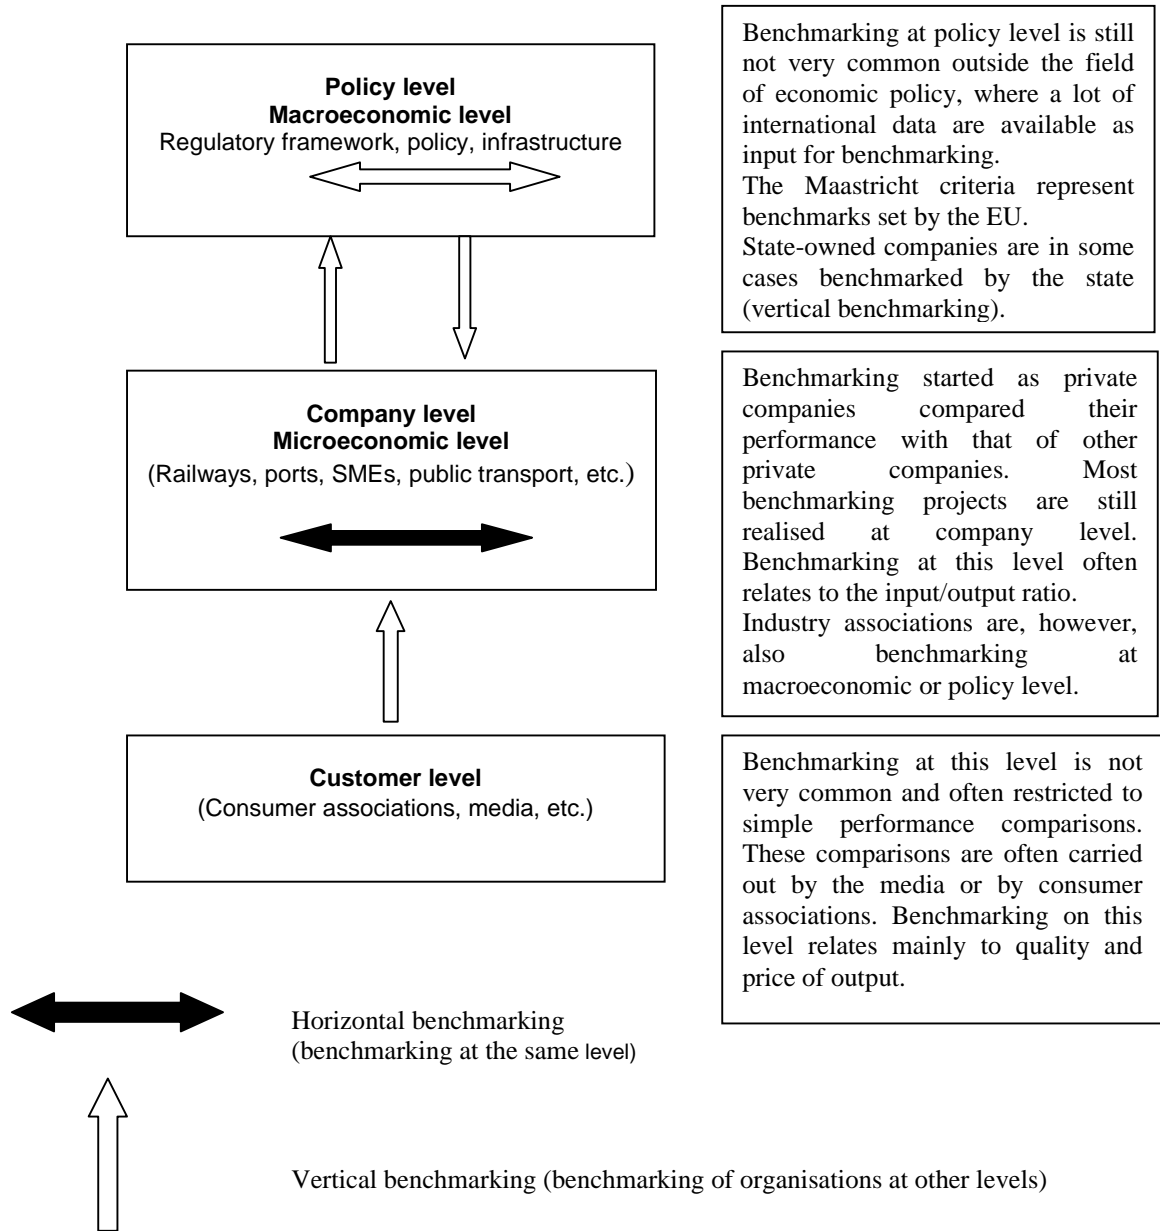 Policy level
Macroeconomic level
Regulatory framework, policy, infrastructure
Benchmarking at policy level is still
not very common outside the field
of economic policy, where a lot of
international data are available as
input for benchmarking.
The Maastricht criteria represent
benchmarks set by the EU.
State-owned companies are in some
cases benchmarked by the state
(vertical benchmarking).
Company level
Microeconomic level
(Railways, ports, SMEs, public transport, etc.)
Benchmarking started as private
companies compared their
performance with that of other
private companies. Most
benchmarking projects are still
realised at company level.
Benchmarking at this level often
relates to the input/output ratio.
Industry associations are, however,
also benchmarking at
macroeconomic or policy level.
Customer level
(Consumer associations, media, etc.)
Benchmarking at this level is not
very common and often restricted to
simple performance comparisons.
These comparisons are often carried
out by the media or by consumer
associations. Benchmarking on this
level relates mainly to quality and
price of output.
Horizontal benchmarking
(benchmarking at the same level)
Vertical benchmarking (benchmarking of organisations at other levels)